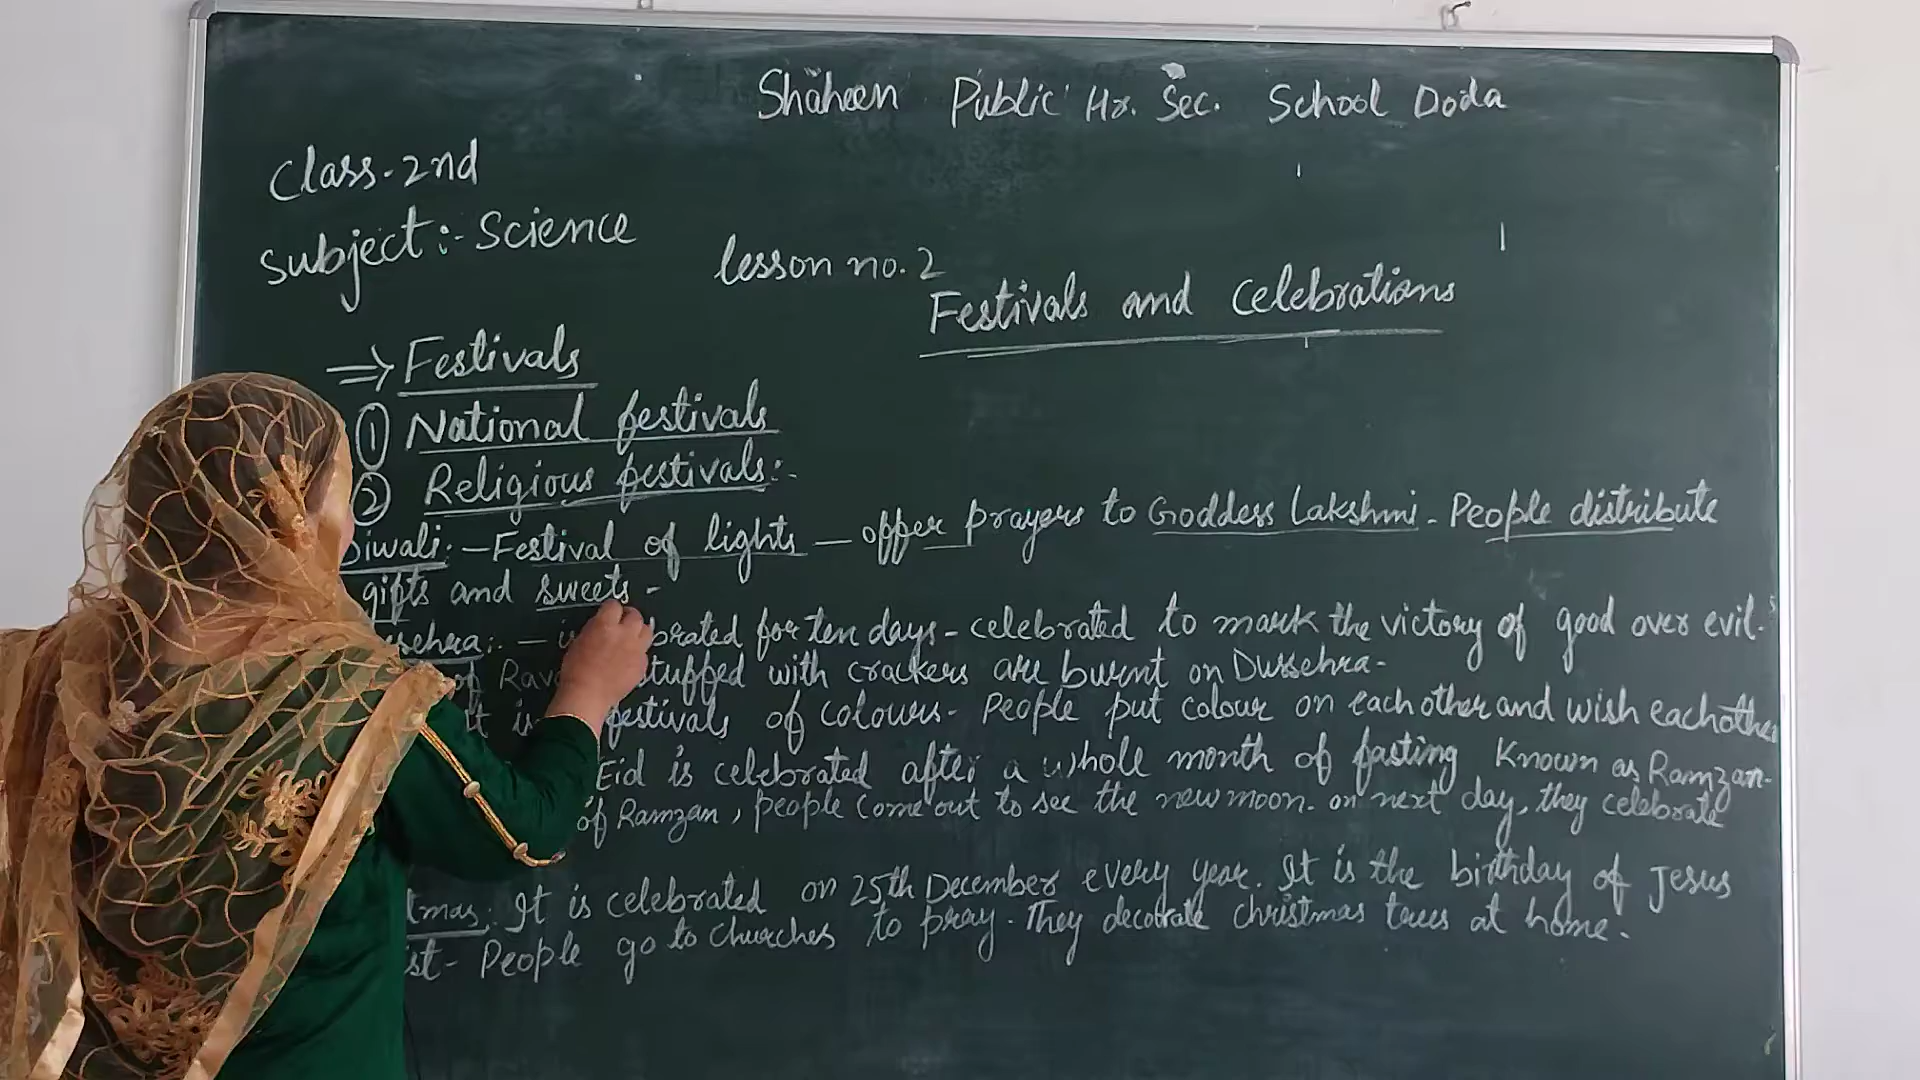 Shaheen Public Hr. Sec. School Doda
Class-2nd
Subject:- Science
lesson no. 2
Festivals and Celebrations
=> Festivals
① National festivals
② Religious festivals:-
Diwali:- Festival of lights - offer prayers to Goddess Lakshmi - People distribute
gifts and sweets -
for ten days - celebrated to mark the victory of good over evil.
of stuffed with crackers are burnt on Dussehra -
It is festivals of colours - People put colour on each other and wish each other
Eid is celebrated after a whole month of fasting Known as Ramzan -
of Ramzan, people come out to see the new moon. on next day, they celebrate
It is celebrated on 25th December every year. It is the birthday of Jesus
People go to churches to pray. They decorate christmas trees at home.